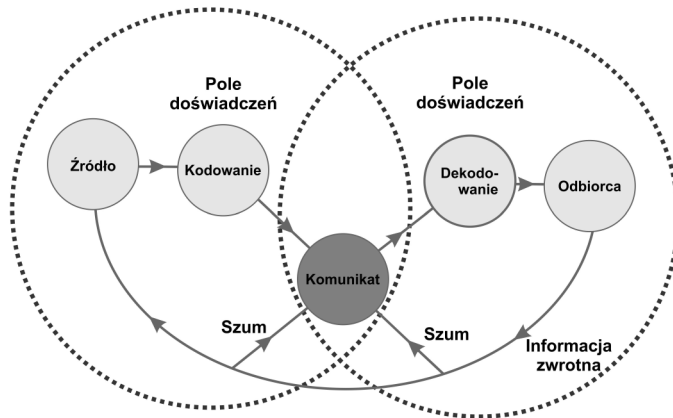 Pole
doświadczeń
Pole
doświadczeń
Źródło
Kodowanie
Dekodo-
wanie
Odbiorca
Komunikat
Szum
Szum
Informacja
zwrotna